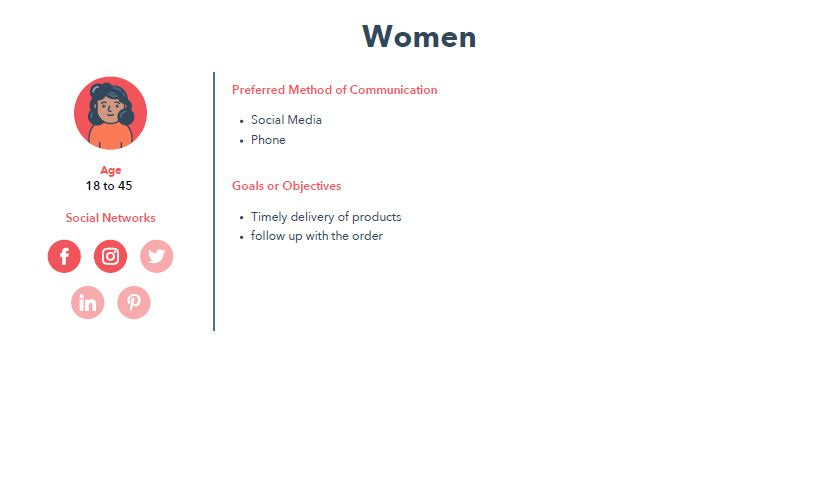 Women
Age
18 to 45
Social Networks
f
in
Preferred Method of Communication
• Social Media
• Phone
Goals or Objectives
• Timely delivery of products
• follow up with the order